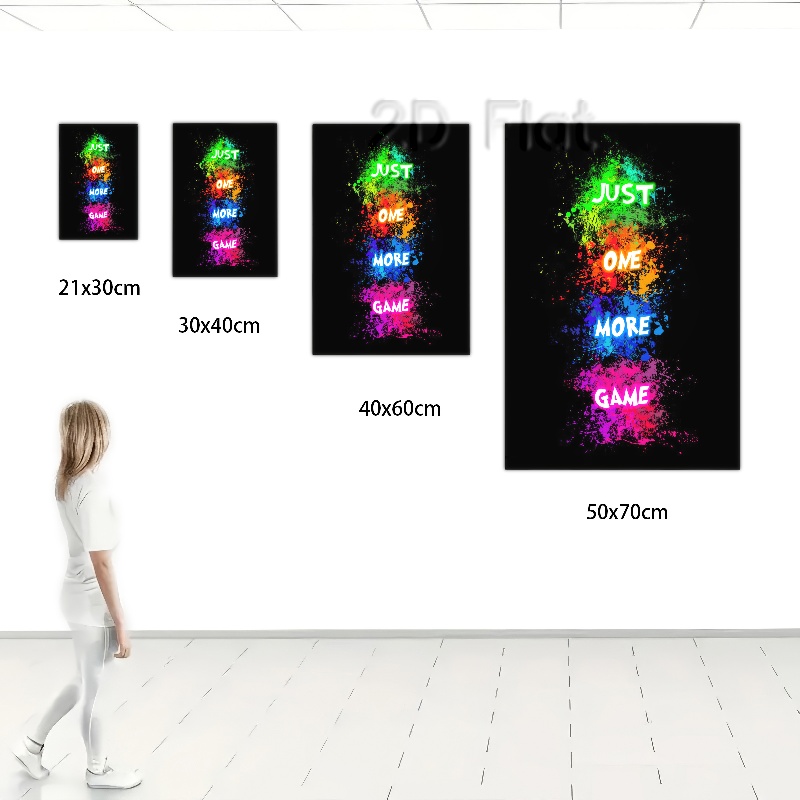 2D Flat
JUST
ONE
MORE
GAME
21x30cm
JUST
ONE
MORE
GAME
30x40cm
JUST
ONE
MORE
GAME
40x60cm
JUST
ONE
MORE
GAME
50x70cm